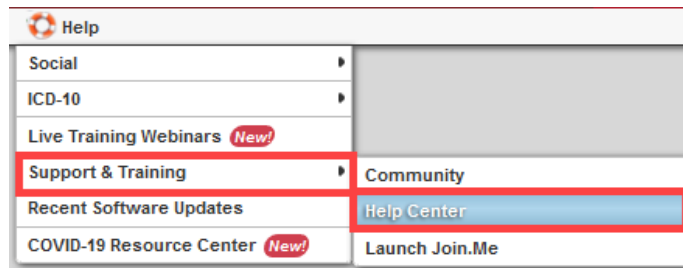 Help
Social
ICD-10
Live Training Webinars New!
Support & Training
Community
Recent Software Updates
Help Center
COVID-19 Resource Center New!
Launch Join.Me